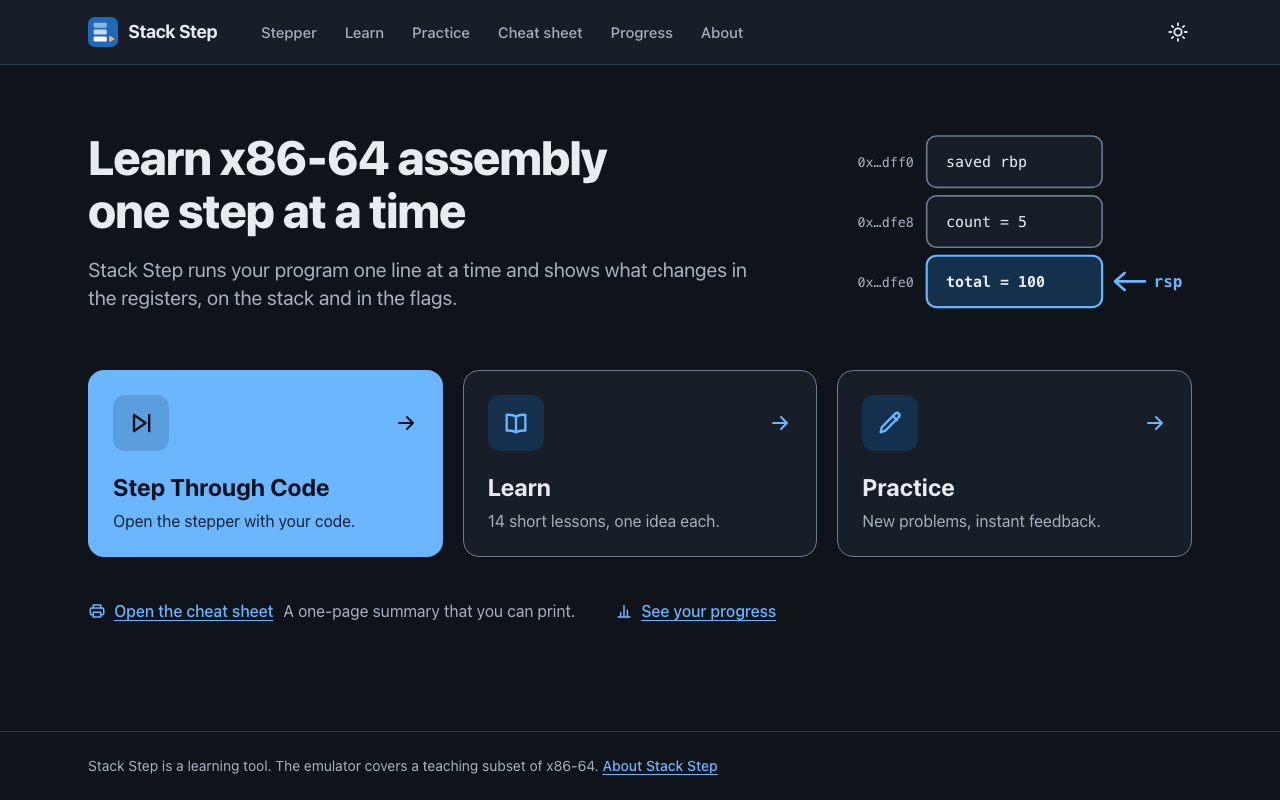 Stack Step
Stepper
Learn
Practice
Cheat sheet
Progress
About
Learn x86-64 assembly
one step at a time
Stack Step runs your program one line at a time and shows what changes in
the registers, on the stack and in the flags.
0x…dff0 saved rbp
0x…dfe8 count = 5
0x…dfe0 total = 100 rsp
Step Through Code
Open the stepper with your code.
Learn
14 short lessons, one idea each.
Practice
New problems, instant feedback.
Open the cheat sheet A one-page summary that you can print.
See your progress
Stack Step is a learning tool. The emulator covers a teaching subset of x86-64. About Stack Step